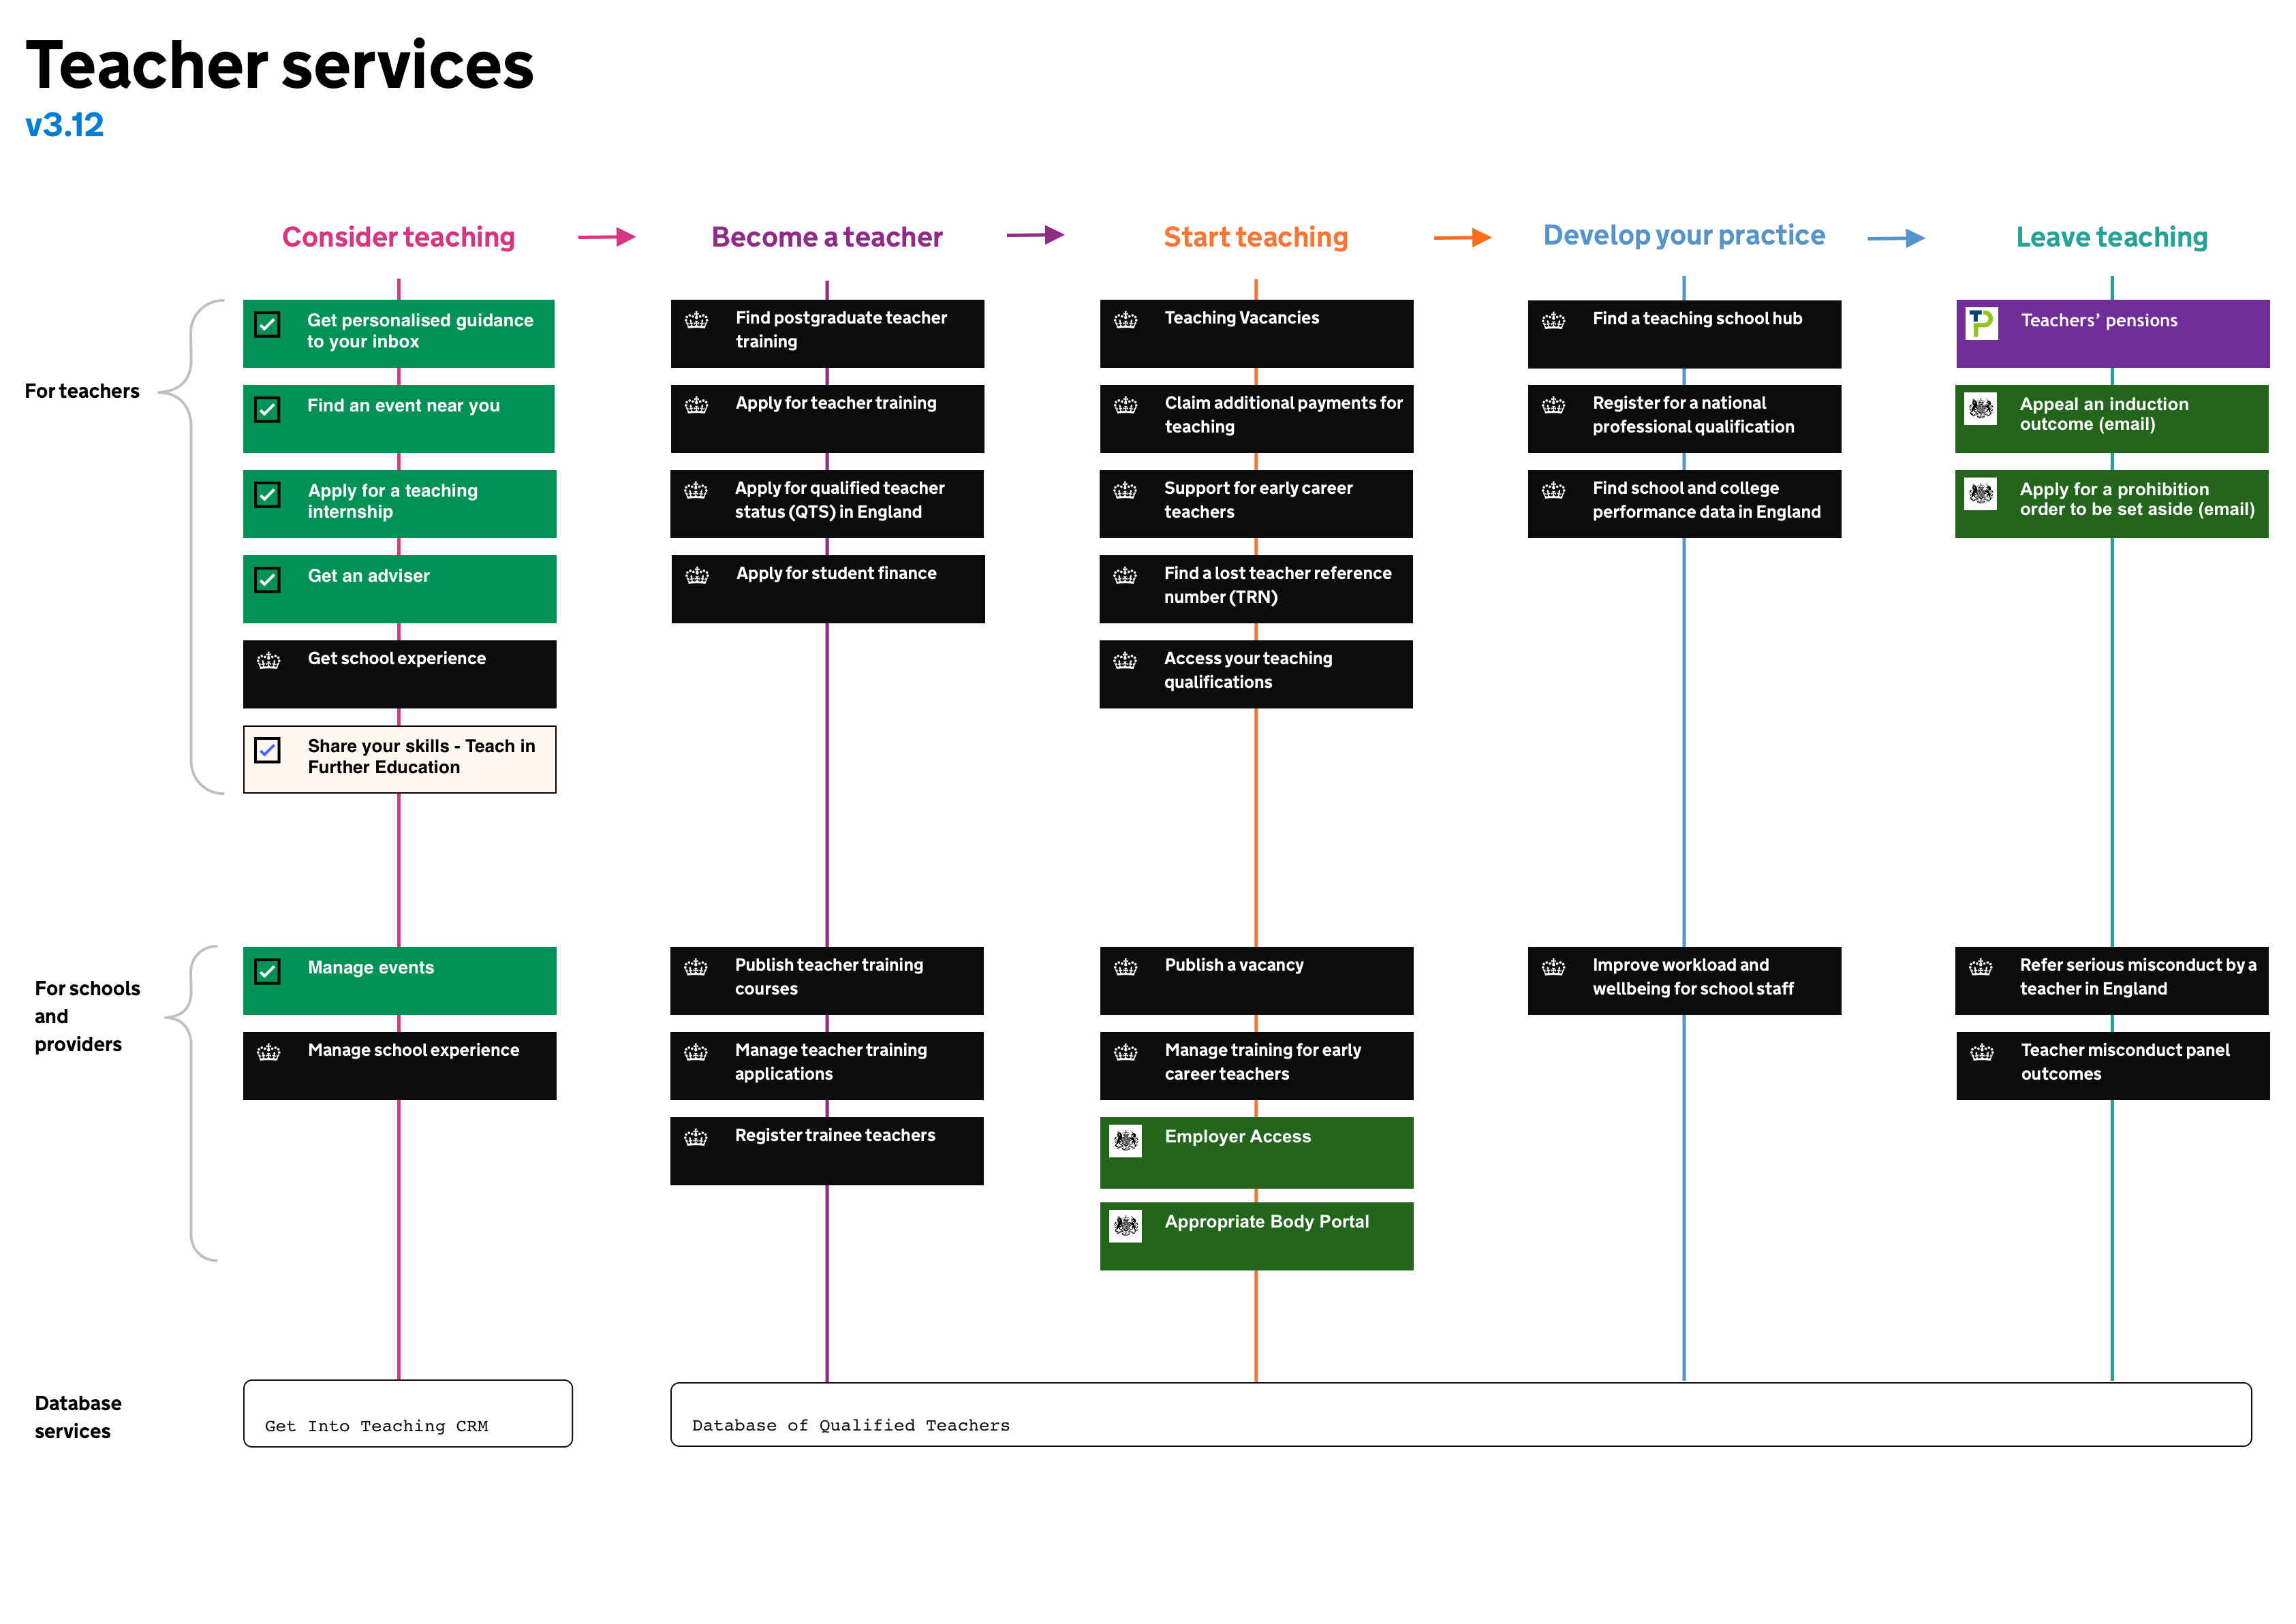 Teacher services
v3.12
Consider teaching
Become a teacher
Start teaching
Develop your practice
Leave teaching
For teachers
Get personalised guidance
to your inbox
Find an event near you
Apply for a teaching
internship
Get an adviser
Get school experience
Share your skills - Teach in
Further Education
Find postgraduate teacher
training
Apply for teacher training
Apply for qualified teacher
status (QTS) in England
Apply for student finance
Teaching Vacancies
Claim additional payments for
teaching
Support for early career
teachers
Find a lost teacher reference
number (TRN)
Access your teaching
qualifications
Find a teaching school hub
Register for a national
professional qualification
Find school and college
performance data in England
TP
Teachers’ pensions
Appeal an induction
outcome (email)
Apply for a prohibition
order to be set aside (email)
For schools
and
providers
Manage events
Manage school experience
Publish teacher training
courses
Manage teacher training
applications
Register trainee teachers
Publish a vacancy
Manage training for early
career teachers
Employer Access
Appropriate Body Portal
Improve workload and
wellbeing for school staff
Refer serious misconduct by a
teacher in England
Teacher misconduct panel
outcomes
Database
services
Get Into Teaching CRM
Database of Qualified Teachers